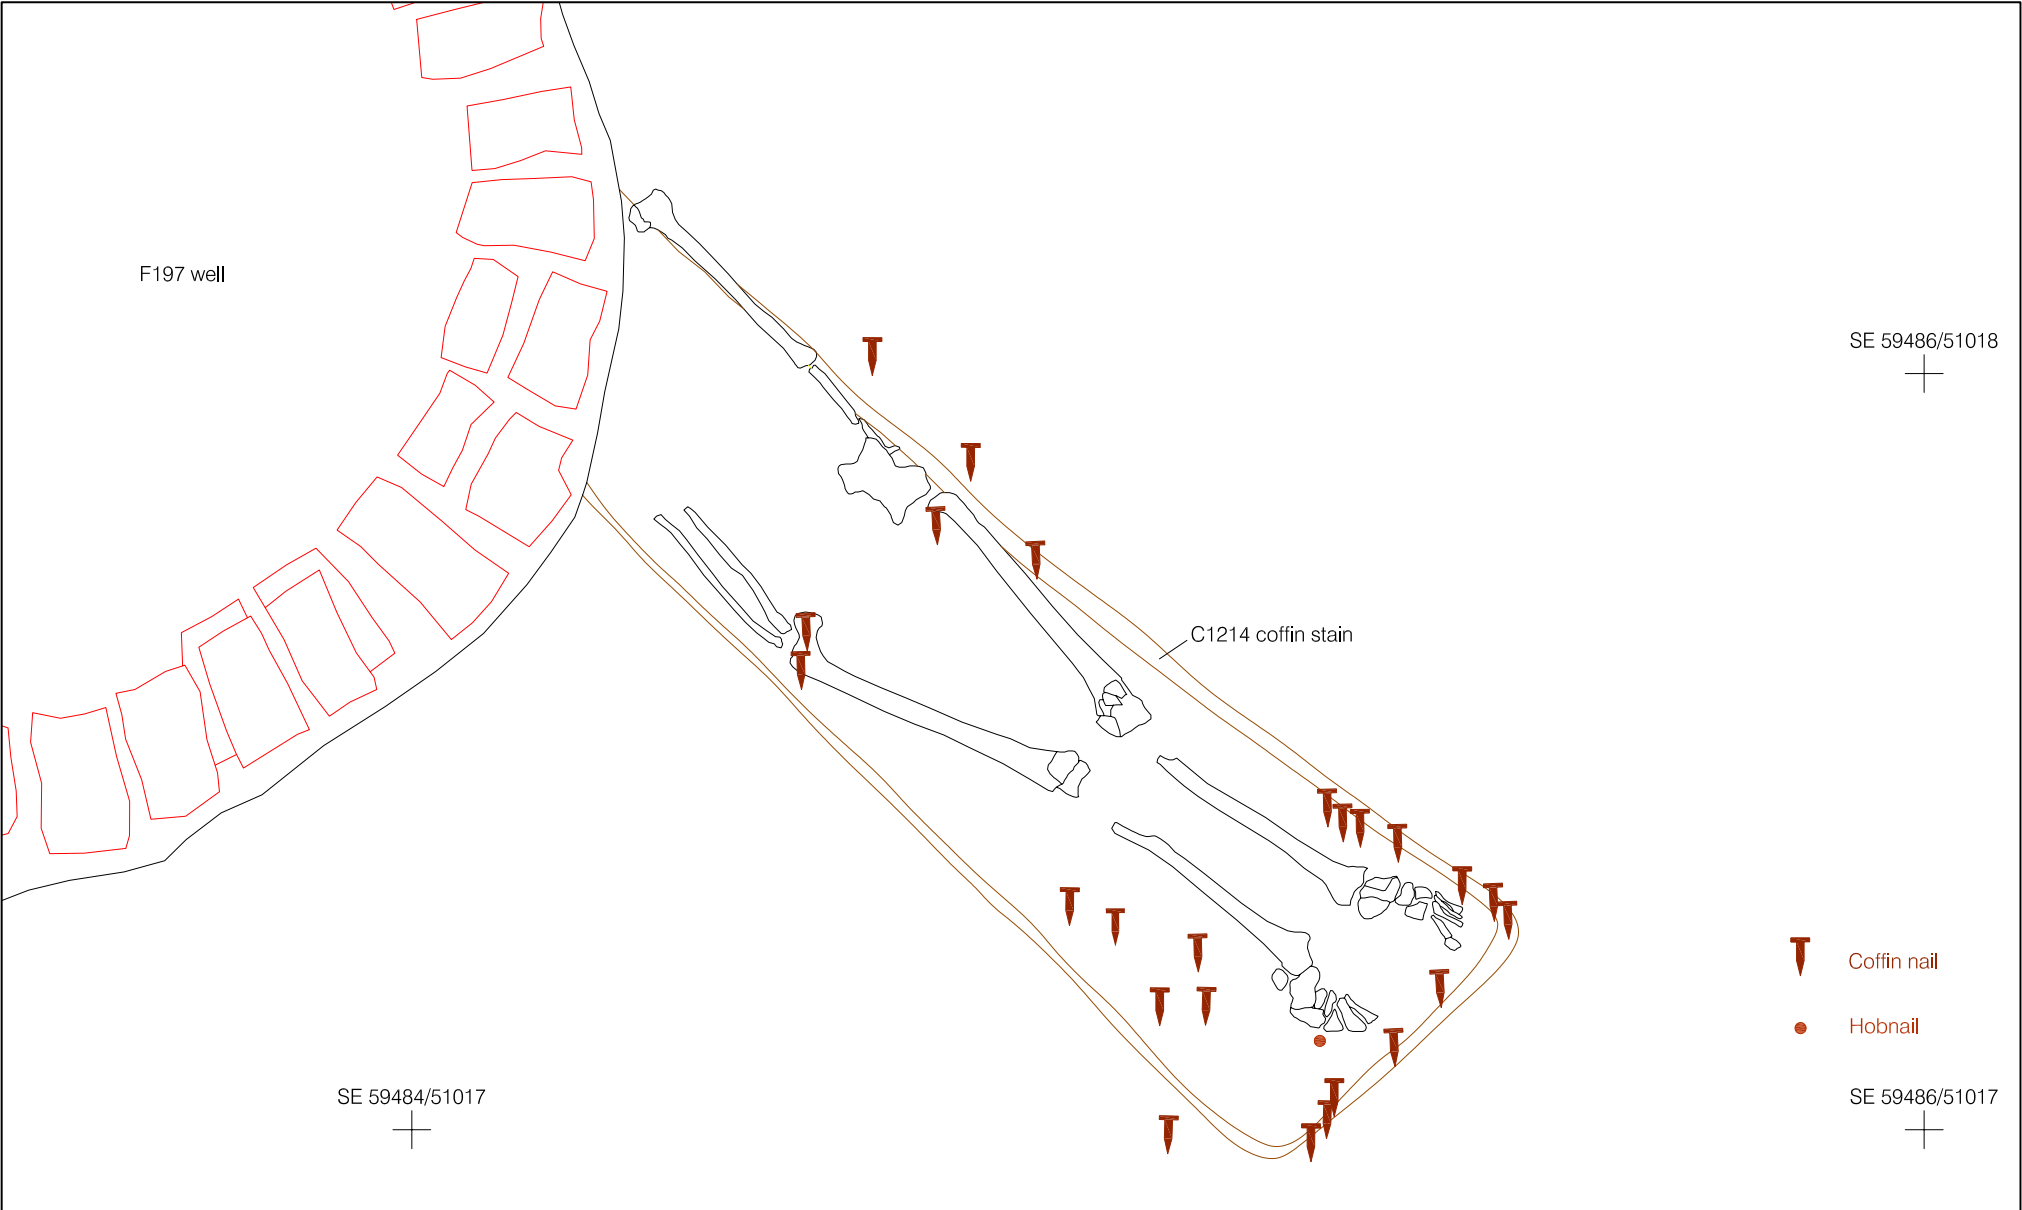 F197 well
SE 59486/51018
C1214 coffin stain
Coffin nail
Hobnail
SE 59484/51017
SE 59486/51017